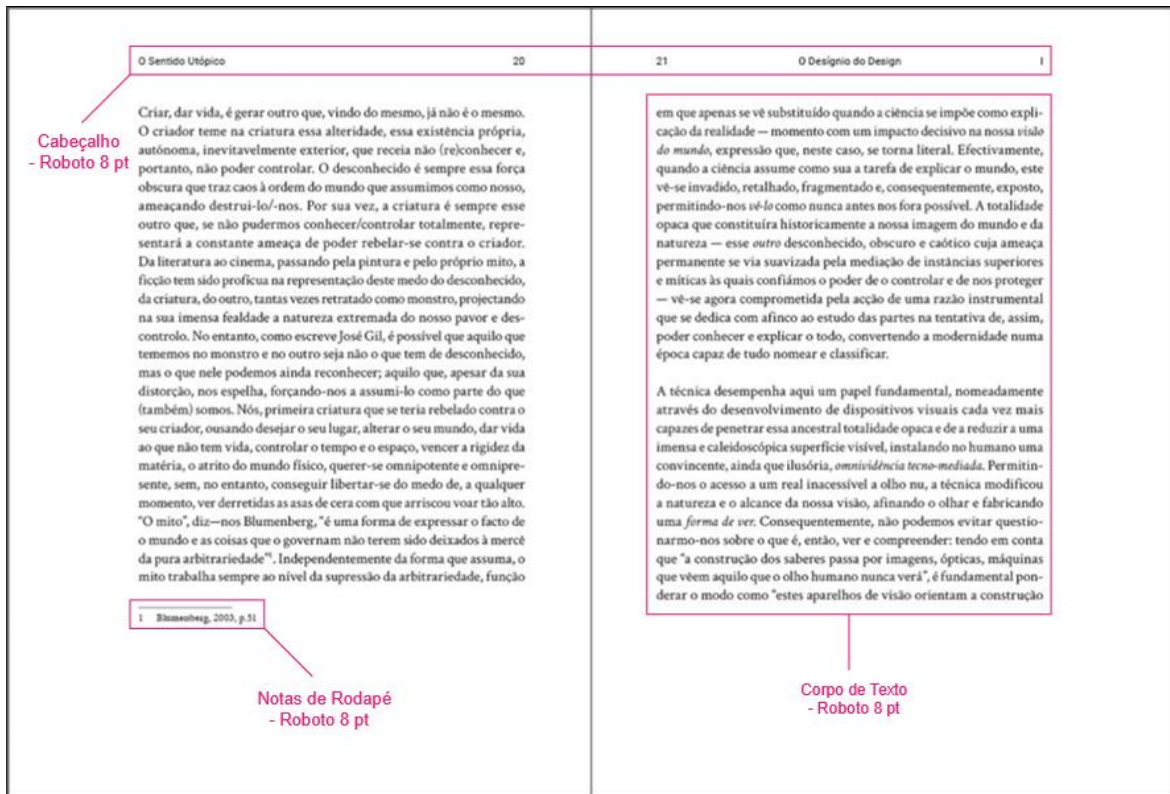 O Sentido Utópico 20
Criar, dar vida, é gerar outro que, vindo do mesmo, já não é o mesmo.
O criador teme na criatura essa alteridade, essa existência própria,
autónoma, inevitavelmente exterior, que receia não (re)conhecer e,
portanto, não poder controlar. O desconhecido é sempre essa força
obscura que traz caos à ordem do mundo que assumimos como nosso,
ameaçando destrui-lo/-nos. Por sua vez, a criatura é sempre esse
outro que, se não pudermos conhecer/controlar totalmente, repre-
sentará a constante ameaça de poder rebelar-se contra o criador.
Da literatura ao cinema, passando pela pintura e pelo próprio mito, a
ficção tem sido profícua na representação deste medo do desconhecido,
da criatura, do outro, tantas vezes retratado como monstro, projectando
na sua imensa fealdade a natureza extremada do nosso pavor e des-
controlo. No entanto, como escreve José Gil, é possível que aquilo que
tememos no monstro e no outro seja não o que tem de desconhecido,
mas o que nele podemos ainda reconhecer; aquilo que, apesar da sua
distorção, nos espelha, forçando-nos a assumi-lo como parte do que
(também) somos. Nós, primeira criatura que se teria rebelado contra o
seu criador, ousando desejar o seu lugar, alterar o seu mundo, dar vida
ao que não tem vida, controlar o tempo e o espaço, vencer a rigidez da
matéria, o atrito do mundo físico, querer-se omnipotente e omnipre-
sente, sem, no entanto, conseguir libertar-se do medo de, a qualquer
momento, ver derretidas as asas de cera com que arriscou voar tão alto.
"O mito", diz—nos Blumenberg, "é uma forma de expressar o facto de
o mundo e as coisas que o governam não terem sido deixados à mercê
da pura arbitrariedade"¹. Independentemente da forma que assuma, o
mito trabalha sempre ao nível da supressão da arbitrariedade, função
1 Blumenberg, 2003, p.51
Cabeçalho
- Roboto 8 pt
Notas de Rodapé
- Roboto 8 pt
21 O Desígnio do Design I
em que apenas se vê substituído quando a ciência se impõe como expli-
cação da realidade — momento com um impacto decisivo na nossa visão
do mundo, expressão que, neste caso, se torna literal. Efectivamente,
quando a ciência assume como sua a tarefa de explicar o mundo, este
vê-se invadido, retalhado, fragmentado e, consequentemente, exposto,
permitindo-nos vê-lo como nunca antes nos fora possível. A totalidade
opaca que constituíra historicamente a nossa imagem do mundo e da
natureza — esse outro desconhecido, obscuro e caótico cuja ameaça
permanente se via suavizada pela mediação de instâncias superiores
e míticas às quais confiámos o poder de o controlar e de nos proteger
— vê-se agora comprometida pela acção de uma razão instrumental
que se dedica com afinco ao estudo das partes na tentativa de, assim,
poder conhecer e explicar o todo, convertendo a modernidade numa
época capaz de tudo nomear e classificar.
A técnica desempenha aqui um papel fundamental, nomeadamente
através do desenvolvimento de dispositivos visuais cada vez mais
capazes de penetrar essa ancestral totalidade opaca e de a reduzir a uma
imensa e caleidoscópica superfície visível, instalando no humano uma
convincente, ainda que ilusória, omnividência tecno-mediada. Permitin-
do-nos o acesso a um real inacessível a olho nu, a técnica modificou
a natureza e o alcance da nossa visão, afinando o olhar e fabricando
uma forma de ver. Consequentemente, não podemos evitar questio-
narmo-nos sobre o que é, então, ver e compreender: tendo em conta
que "a construção dos saberes passa por imagens, ópticas, máquinas
que vêem aquilo que o olho humano nunca verá", é fundamental pon-
derar o modo como "estes aparelhos de visão orientam a construção
Corpo de Texto
- Roboto 8 pt